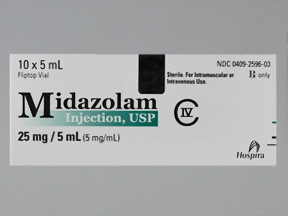 10 x 5 mL
Fliptop Vial
NDC 0409-2596-03
Sterile. For Intramuscular or
Intravenous Use.
Rx only
Midazolam
Injection, USP
CIV
25 mg / 5 mL (5 mg/mL)
Hospira